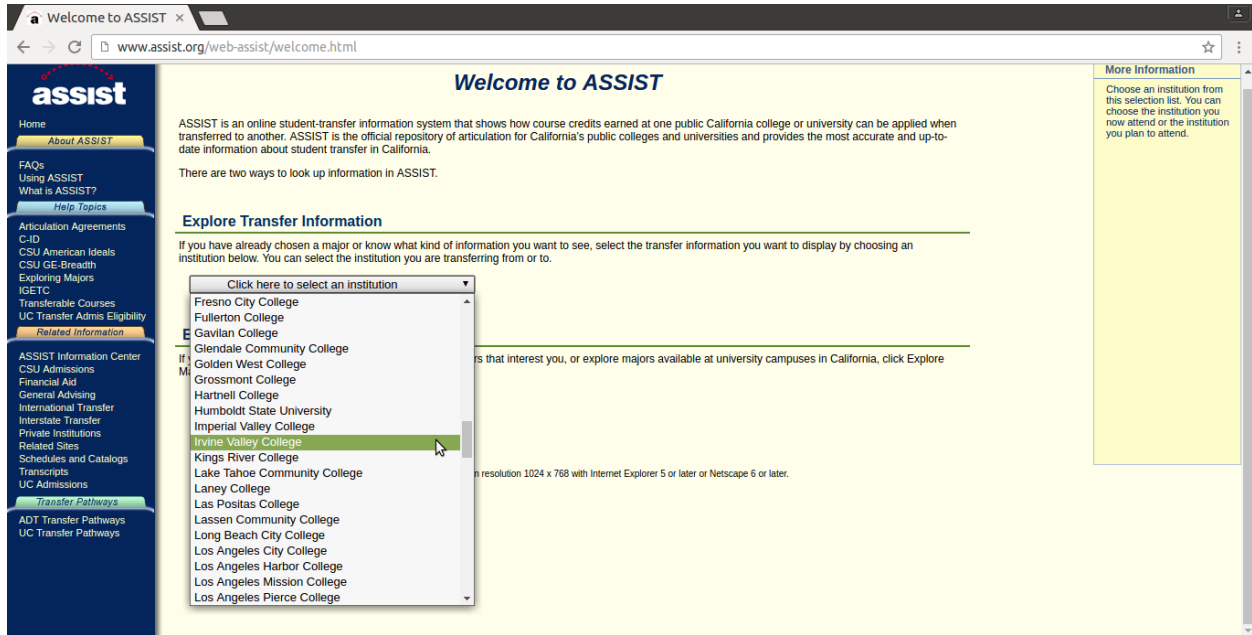 Welcome to ASSIST
www.assist.org/web-assist/welcome.html
assist
Home
About ASSIST
FAQs
Using ASSIST
What is ASSIST?
Help Topics
Articulation Agreements
C-ID
CSU American Ideals
CSU GE-Breadth
Exploring Majors
IGETC
Transferable Courses
UC Transfer Admis Eligibility
Related Information
ASSIST Information Center
CSU Admissions
Financial Aid
General Advising
International Transfer
Interstate Transfer
Private Institutions
Related Sites
Schedules and Catalogs
Transcripts
UC Admissions
Transfer Pathways
ADT Transfer Pathways
UC Transfer Pathways
Welcome to ASSIST
ASSIST is an online student-transfer information system that shows how course credits earned at one public California college or university can be applied when
transferred to another. ASSIST is the official repository of articulation for California's public colleges and universities and provides the most accurate and up-to-
date information about student transfer in California.
There are two ways to look up information in ASSIST.
Explore Transfer Information
If you have already chosen a major or know what kind of information you want to see, select the transfer information you want to display by choosing an
institution below. You can select the institution you are transferring from or to.
Click here to select an institution
Fresno City College
Fullerton College
Gavilan College
Glendale Community College
Golden West College
Grossmont College
Hartnell College
Humboldt State University
Imperial Valley College
Irvine Valley College
Kings River College
Lake Tahoe Community College
Laney College
Las Positas College
Lassen Community College
Long Beach City College
Los Angeles City College
Los Angeles Harbor College
Los Angeles Mission College
Los Angeles Pierce College
that interest you, or explore majors available at university campuses in California, click Explore
resolution 1024 x 768 with Internet Explorer 5 or later or Netscape 6 or later.
More Information
Choose an institution from
this selection list. You can
choose the institution you
now attend or the institution
you plan to attend.